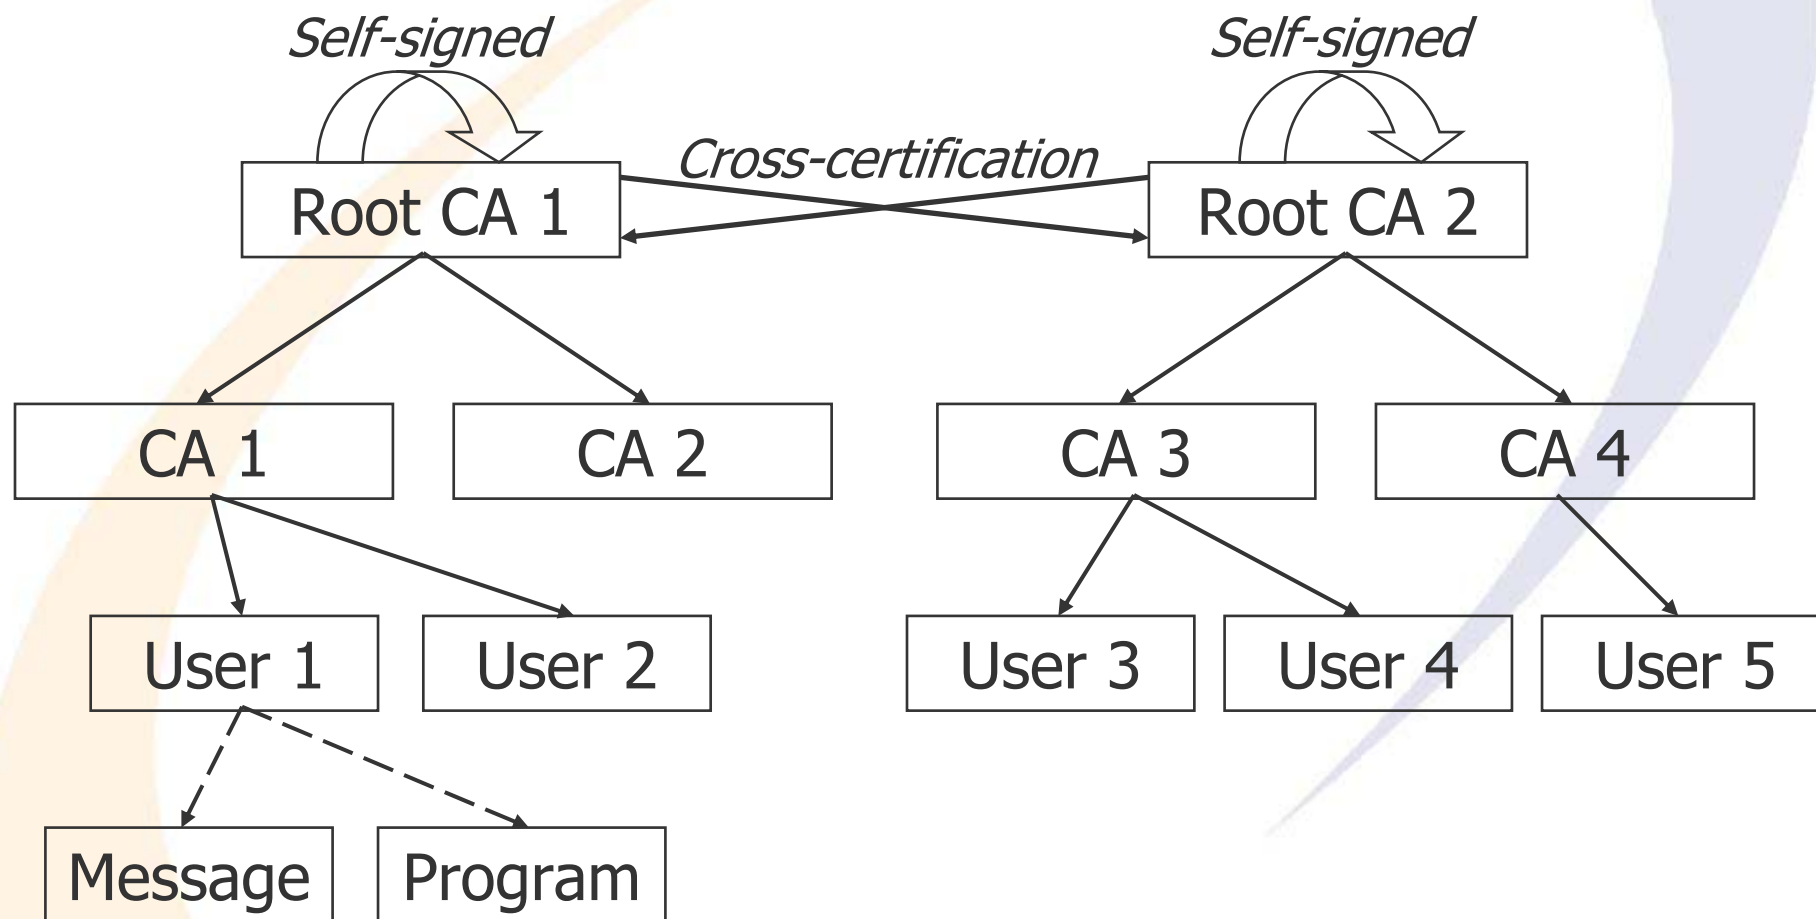 Self-signed
Self-signed
Cross-certification
Root CA 1
Root CA 2
CA 1
CA 2
CA 3
CA 4
User 1
User 2
User 3
User 4
User 5
Message
Program